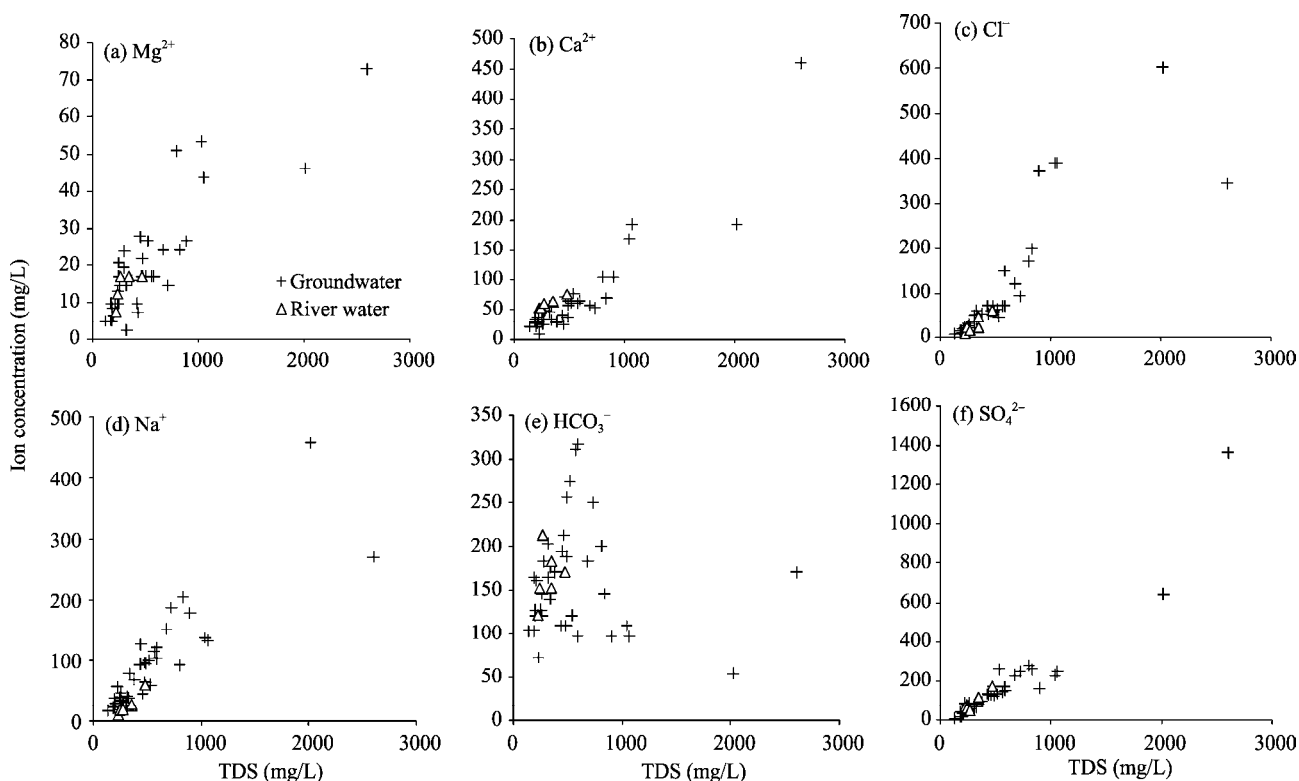 (a) Mg²⁺
80
70
60
50
40
30
20
10
0
0 1000 2000 3000
+ Groundwater
△ River water
(b) Ca²⁺
500
450
400
350
300
250
200
150
100
50
0
0 1000 2000 3000
(c) Cl⁻
700
600
500
400
300
200
100
0
0 1000 2000 3000
Ion concentration (mg/L)
(d) Na⁺
500
400
300
200
100
0
0 1000 2000 3000
TDS (mg/L)
(e) HCO₃⁻
350
300
250
200
150
100
50
0
0 1000 2000 3000
TDS (mg/L)
(f) SO₄²⁻
1600
1400
1200
1000
800
600
400
200
0
0 1000 2000 3000
TDS (mg/L)